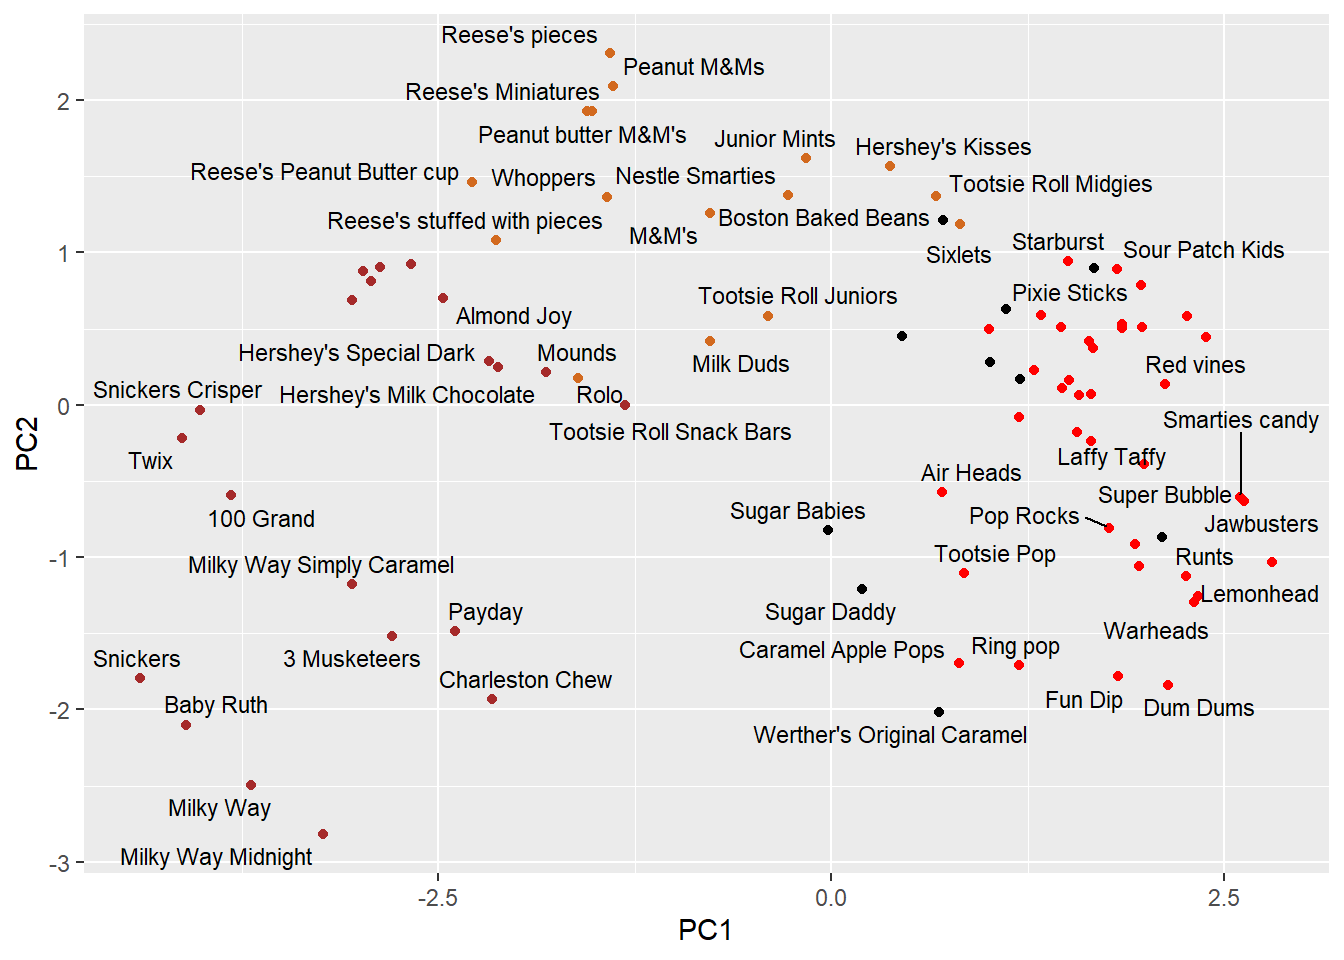 Reese's pieces
Peanut M&Ms
2
Reese's Miniatures
Peanut butter M&M's
Junior Mints
Hershey's Kisses
Reese's Peanut Butter cup
Whoppers
Nestle Smarties
Tootsie Roll Midgies
Reese's stuffed with pieces
M&M's
Boston Baked Beans
1
Sixlets
Starburst
Sour Patch Kids
Tootsie Roll Juniors
Pixie Sticks
Almond Joy
Hershey's Special Dark
Mounds
Milk Duds
Red vines
Snickers Crisper
Hershey's Milk Chocolate
Rolo
0
Smarties candy
Tootsie Roll Snack Bars
PC2
Twix
Laffy Taffy
Air Heads
Super Bubble
100 Grand
Sugar Babies
Pop Rocks
Jawbusters
-1
Milky Way Simply Caramel
Tootsie Pop
Runts
Payday
Sugar Daddy
Lemonhead
Warheads
Snickers
3 Musketeers
Caramel Apple Pops
Ring pop
Charleston Chew
Baby Ruth
-2
Fun Dip
Dum Dums
Werther's Original Caramel
Milky Way
Milky Way Midnight
-3
-2.5
0.0
2.5
PC1